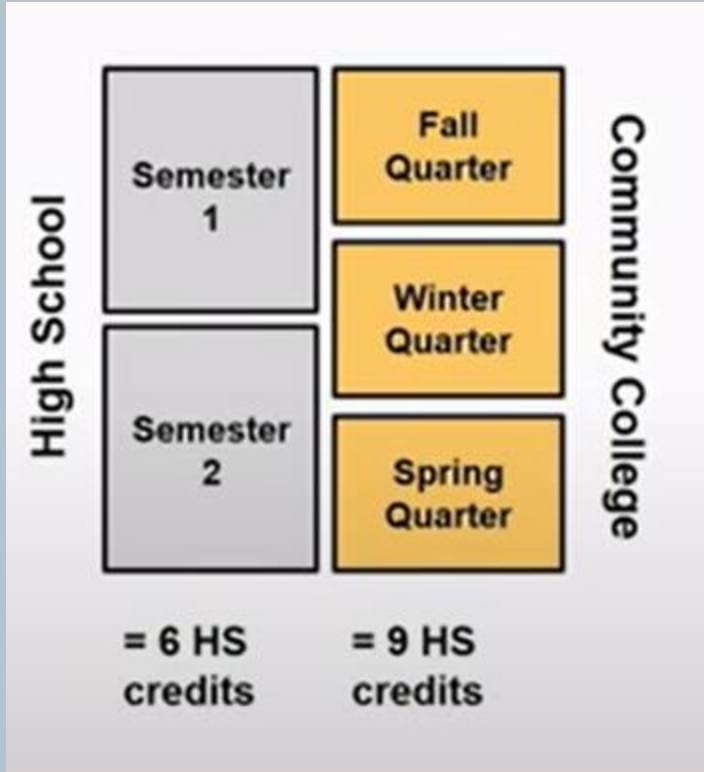 High School
Semester
1
Semester
2
= 6 HS
credits
Fall
Quarter
Winter
Quarter
Spring
Quarter
= 9 HS
credits
Community College